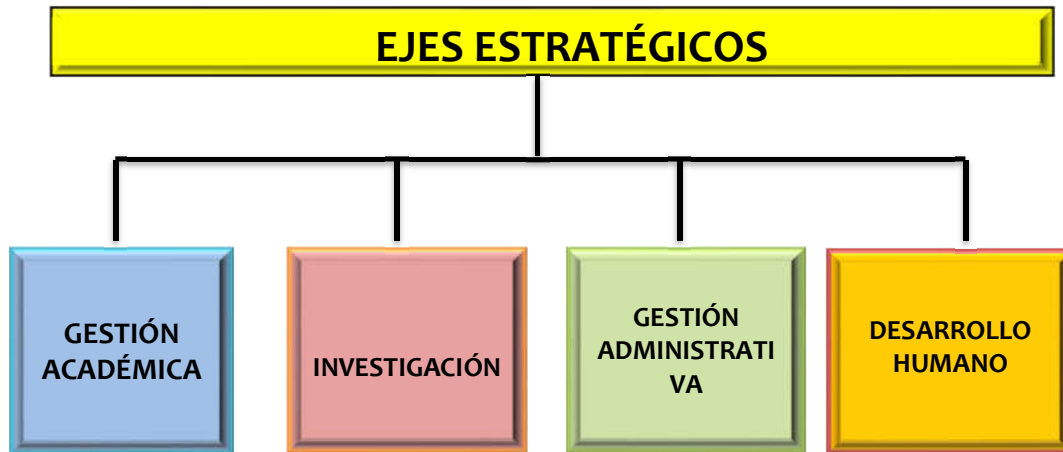 EJES ESTRATÉGICOS
GESTIÓN
ACADÉMICA
INVESTIGACIÓN
GESTIÓN
ADMINISTRATI
VA
DESARROLLO
HUMANO